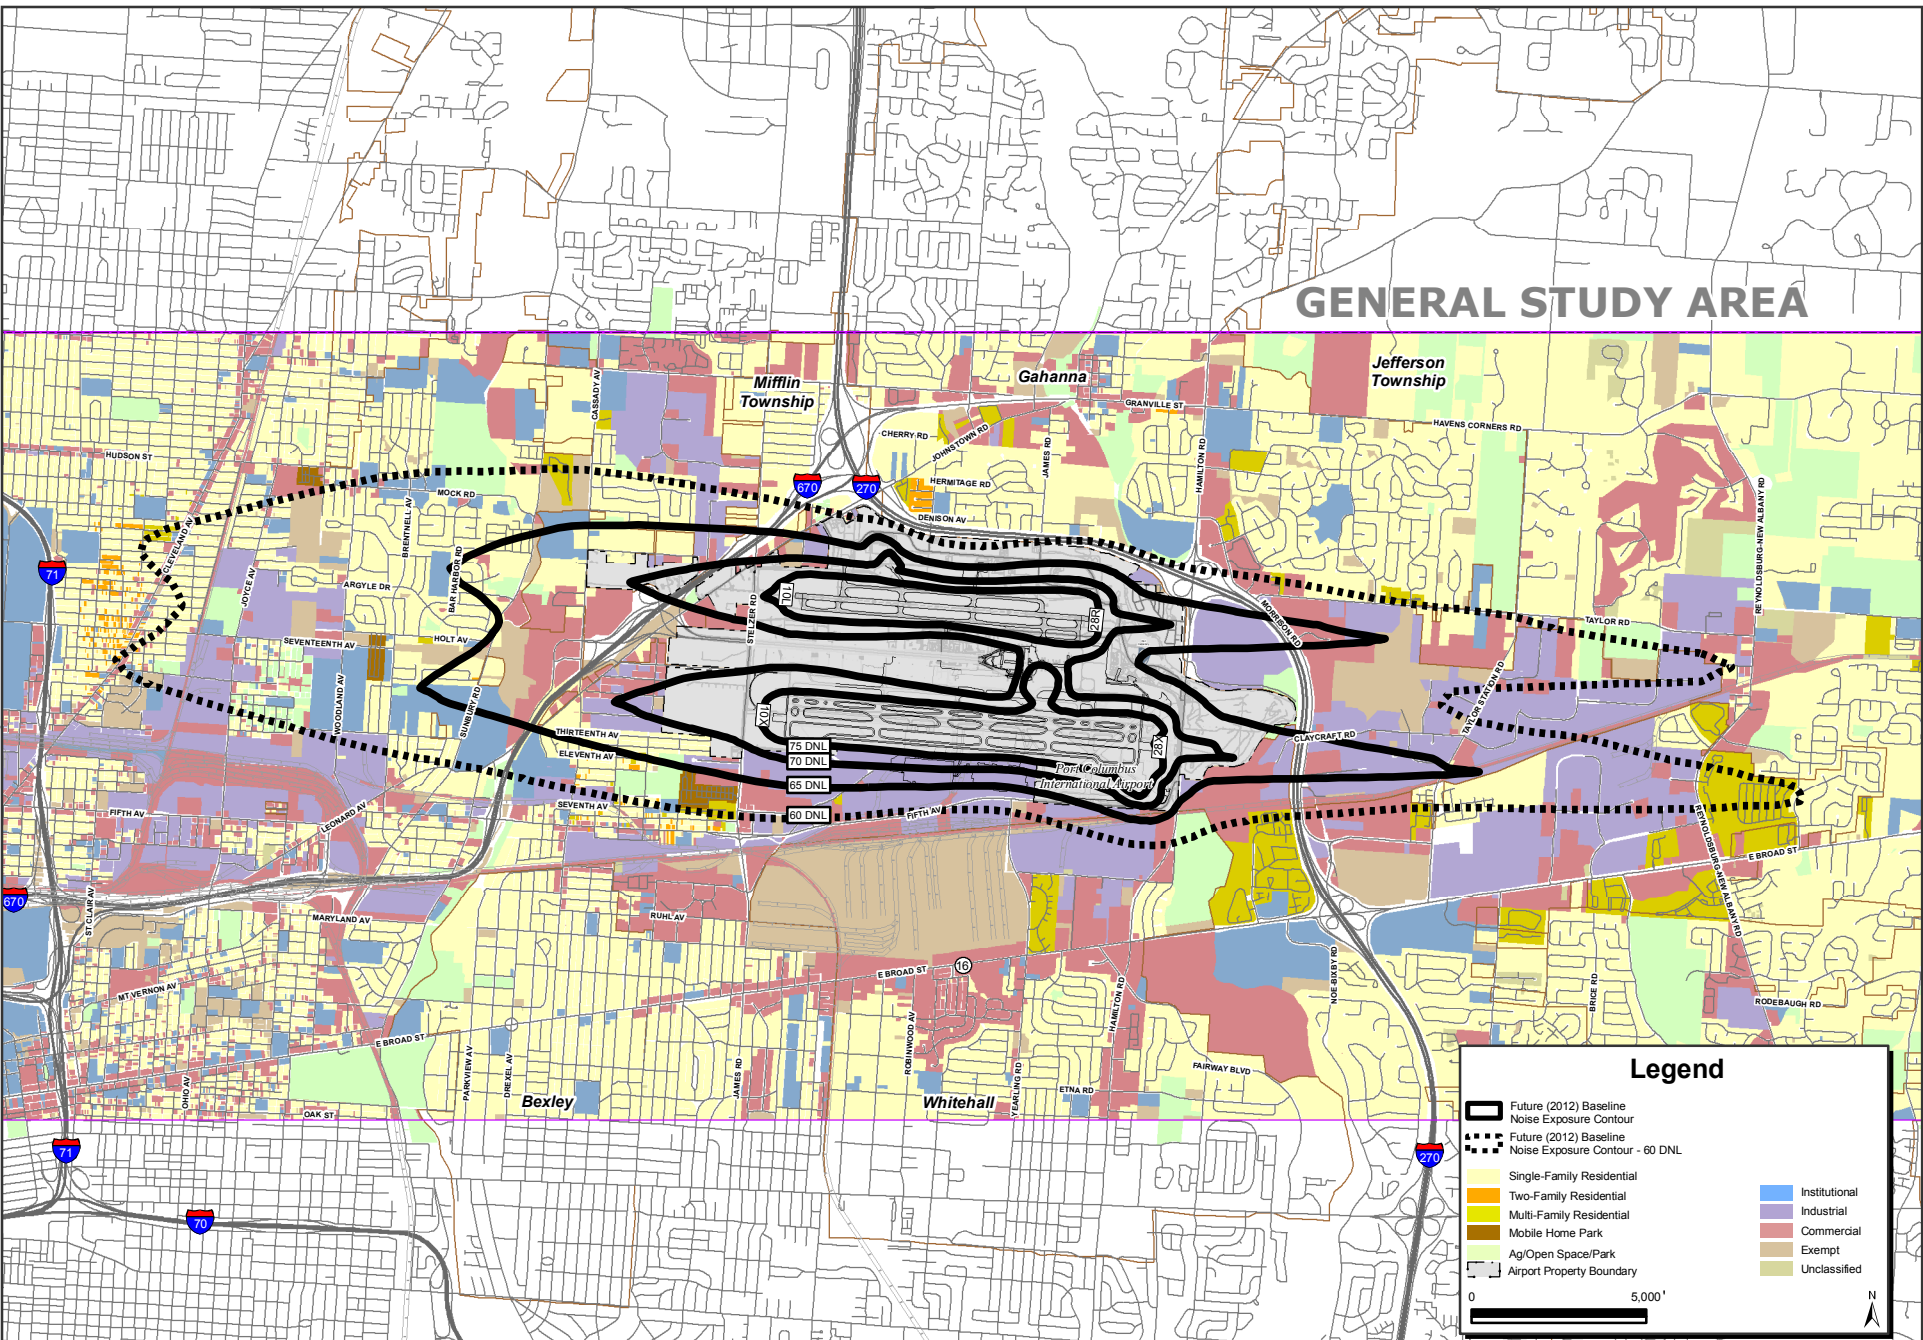 GENERAL STUDY AREA
Mifflin
Township
Gahanna
Jefferson
Township
GRANVILLE ST
HAVENS CORNERS RD
CASSADY AV
CHERRY RD
JOHNSTOWN RD
JAMES RD
HAMILTON RD
HUDSON ST
HERMITAGE RD
670
270
MOCK RD
DENISON AV
BRENTNELL AV
CLEVELAND AV
REYNOLDSBURG-NEW ALBANY RD
71
JOYCE AV
ARGYLE DR
BAR HARBOR RD
10L
28R
STELZER RD
MORRISON RD
TAYLOR RD
SEVENTEENTH AV
HOLT AV
WOODLAND AV
SUNBURY RD
TAYLOR STATION RD
10X
28X
THIRTEENTH AV
ELEVENTH AV
CLAYCRAFT RD
75 DNL
70 DNL
65 DNL
60 DNL
Port Columbus
International Airport
SEVENTH AV
FIFTH AV
FIFTH AV
LEONARD AV
REYNOLDSBURG-NEW ALBANY RD
E BROAD ST
670
ST CLAIR AV
MARYLAND AV
RUHL AV
E BROAD ST
16
MT VERNON AV
NOE-BIXBY RD
BRICE RD
HAMILTON RD
RODEBAUGH RD
E BROAD ST
ROBINWOOD AV
PARKVIEW AV
DREXEL AV
JAMES RD
YEARLING RD
ETNA RD
FAIRWAY BLVD
OHIO AV
OAK ST
Bexley
Whitehall
71
270
70
Legend
Future (2012) Baseline
Noise Exposure Contour
Future (2012) Baseline
Noise Exposure Contour - 60 DNL
Single-Family Residential
Two-Family Residential
Multi-Family Residential
Mobile Home Park
Ag/Open Space/Park
Airport Property Boundary
Institutional
Industrial
Commercial
Exempt
Unclassified
0
5,000'
N